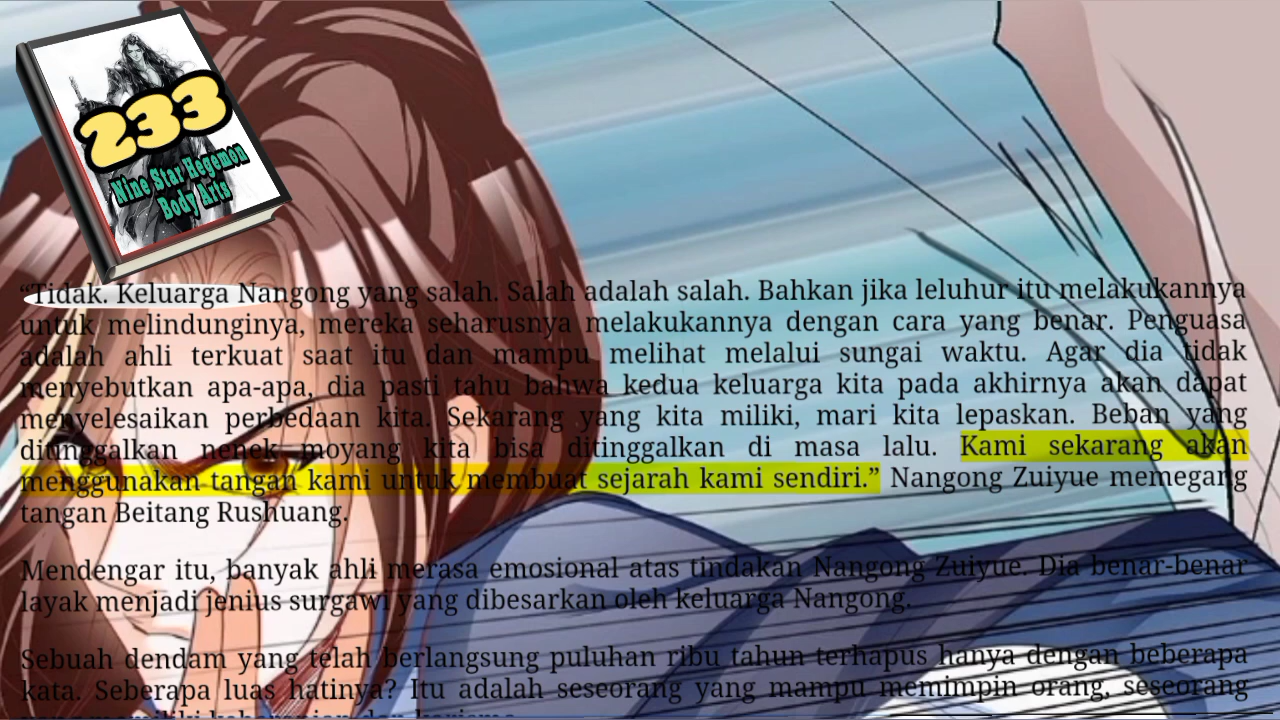 233
Nine Star Hegemon
Body Arts
“Tidak. Keluarga Nangong yang salah. Salah adalah salah. Bahkan jika leluhur itu melakukannya
untuk melindunginya, mereka seharusnya melakukannya dengan cara yang benar. Penguasa
adalah ahli terkuat saat itu dan mampu melihat melalui sungai waktu. Agar dia tidak
menyebutkan apa-apa, dia pasti tahu bahwa kedua keluarga kita pada akhirnya akan dapat
menyelesaikan perbedaan kita. Sekarang yang kita miliki, mari kita lepaskan. Beban yang
ditinggalkan nenek moyang kita bisa ditinggalkan di masa lalu. Kami sekarang akan
menggunakan tangan kami untuk membuat sejarah kami sendiri.” Nangong Zuiyue memegang
tangan Beitang Rushuang.
Mendengar itu, banyak ahli merasa emosional atas tindakan Nangong Zuiyue. Dia benar-benar
layak menjadi jenius surgawi yang dibesarkan oleh keluarga Nangong.
Sebuah dendam yang telah berlangsung puluhan ribu tahun terhapus hanya dengan beberapa
kata. Seberapa luas hatinya? Itu adalah seseorang yang mampu memimpin orang, seseorang